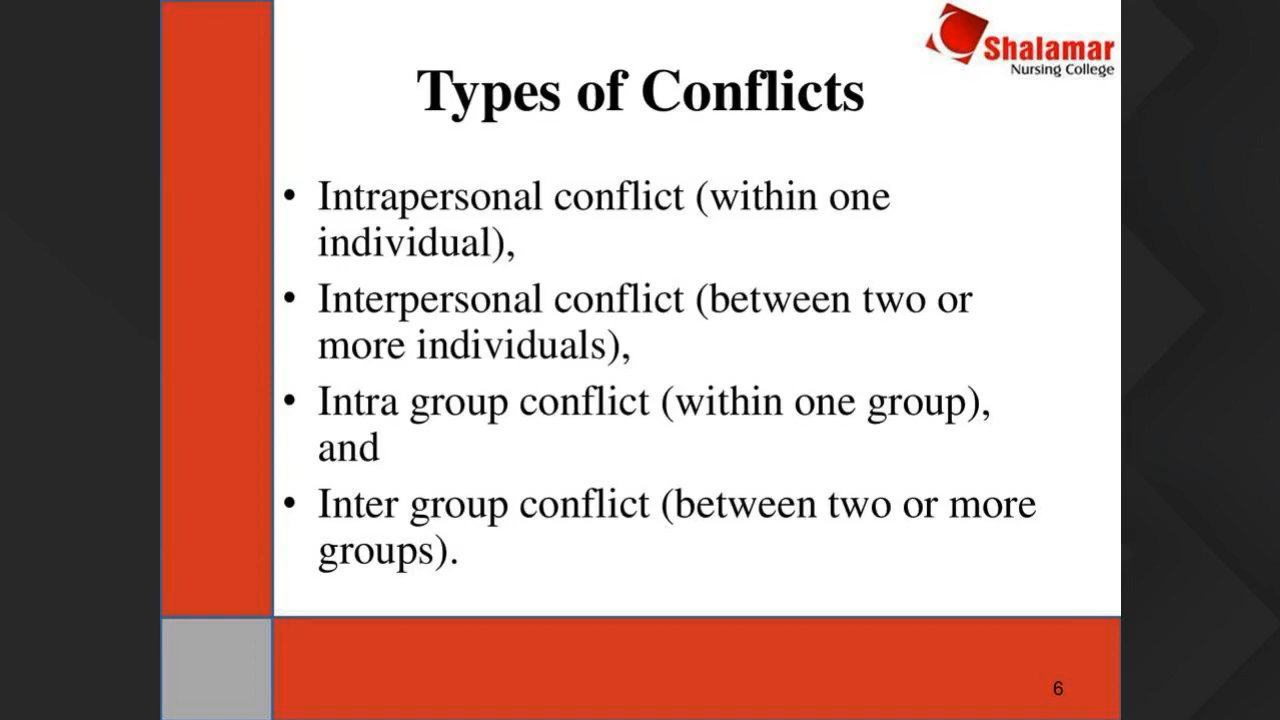 Shalamar
Nursing College
Types of Conflicts
• Intrapersonal conflict (within one
individual),
• Interpersonal conflict (between two or
more individuals),
• Intra group conflict (within one group),
and
• Inter group conflict (between two or more
groups).
6